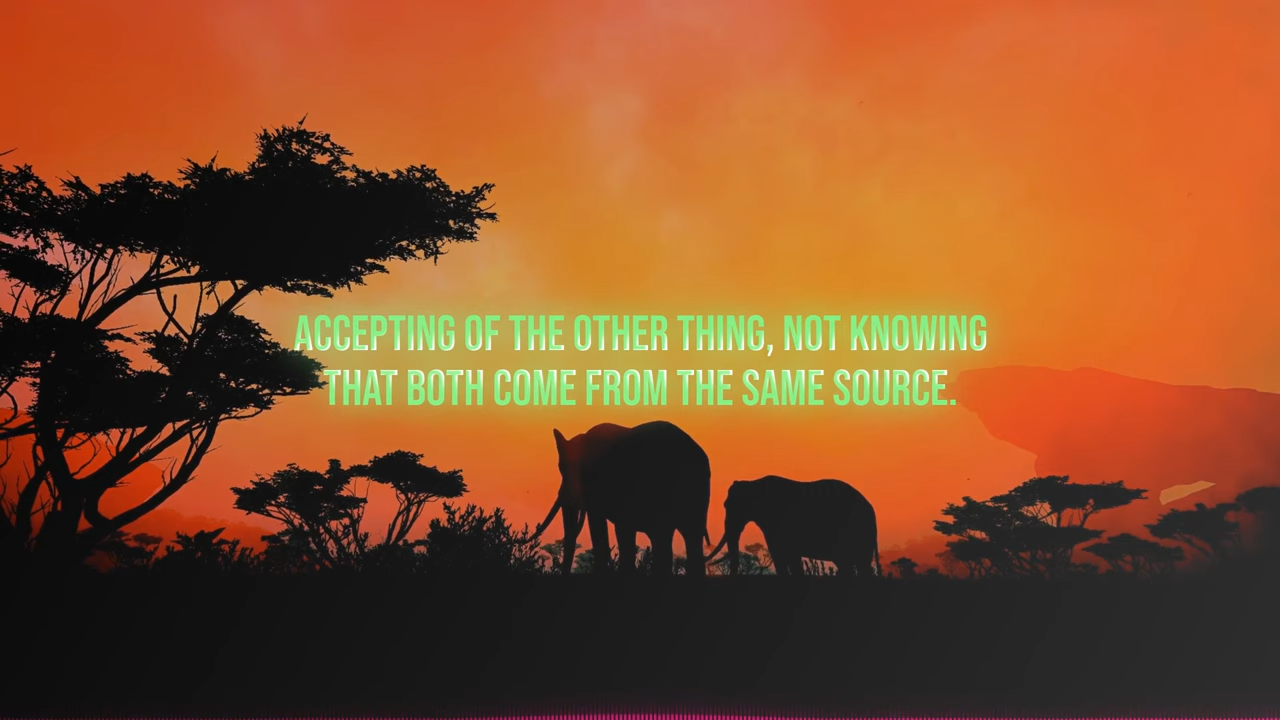 ACCEPTING OF THE OTHER THING, NOT KNOWING
THAT BOTH COME FROM THE SAME SOURCE.